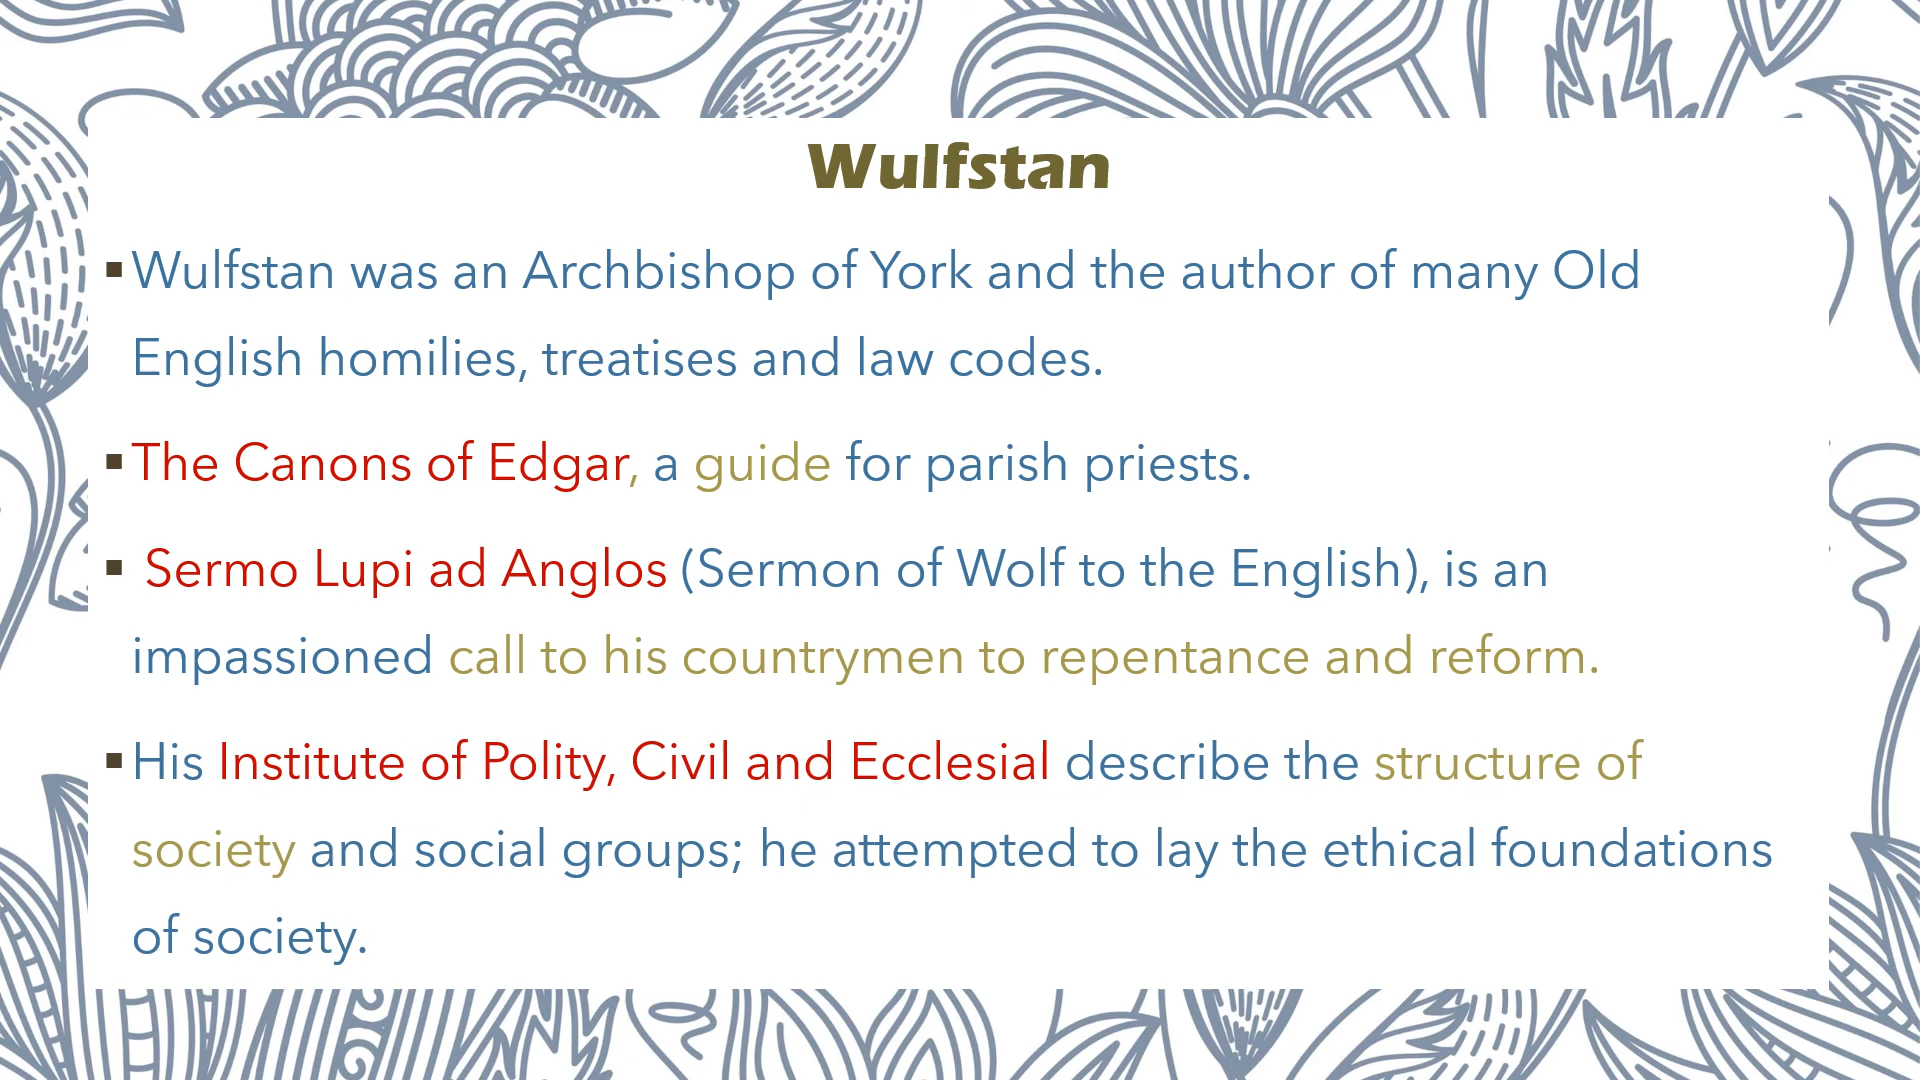 Wulfstan
▪Wulfstan was an Archbishop of York and the author of many Old
English homilies, treatises and law codes.
▪The Canons of Edgar, a guide for parish priests.
▪ Sermo Lupi ad Anglos (Sermon of Wolf to the English), is an
impassioned call to his countrymen to repentance and reform.
▪His Institute of Polity, Civil and Ecclesial describe the structure of
society and social groups; he attempted to lay the ethical foundations
of society.